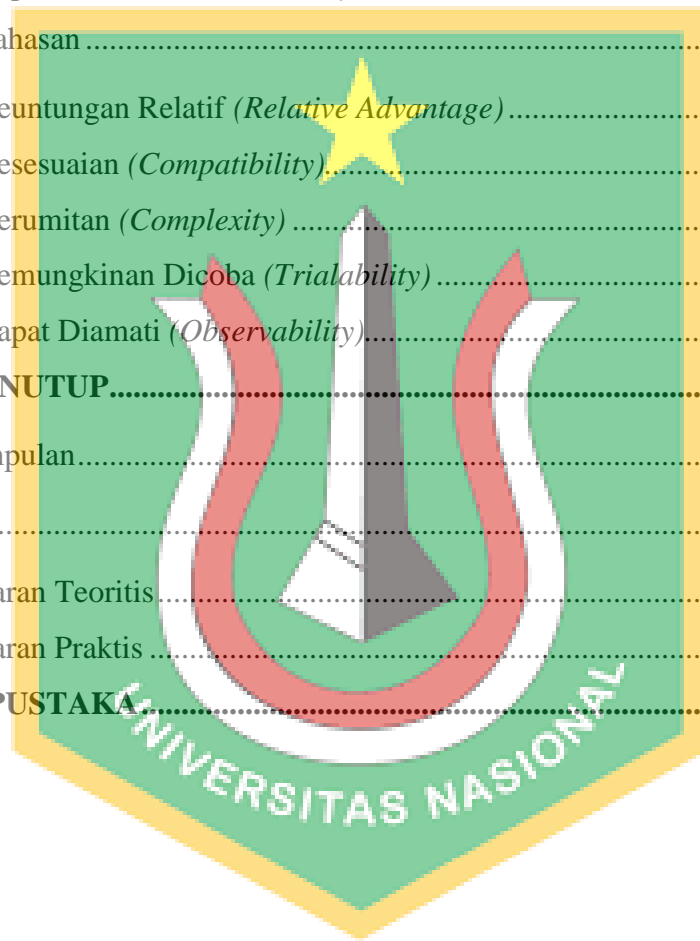 ahasan
euntungan Relatif (Relative Advantage)
esesuaian (Compatibility)
erumitan (Complexity)
emungkinan Dicoba (Trialability)
apat Diamati (Observability)
NUTUP
npulan
aran Teoritis
aran Praktis
PUSTAKA
UNIVERSITAS NASIONAL